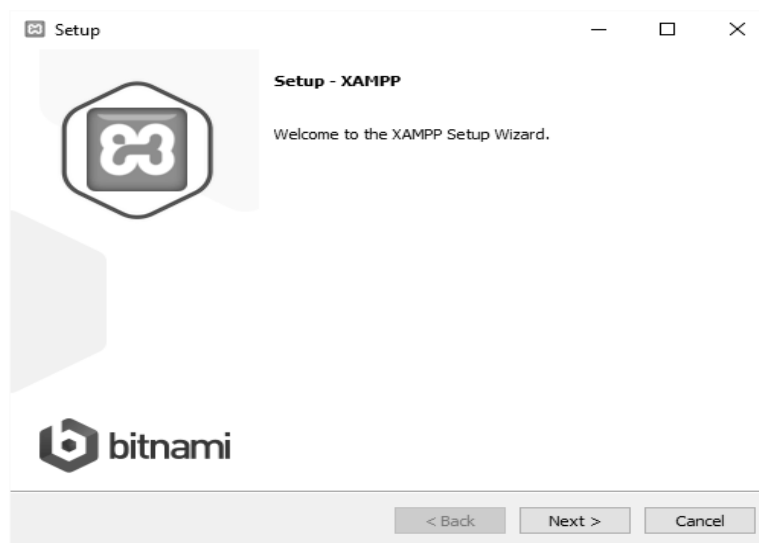 Setup
Setup - XAMPP
Welcome to the XAMPP Setup Wizard.
bitnami
< Back
Next >
Cancel